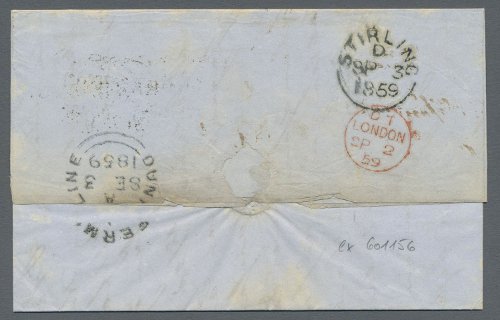 STIRLING
D
SP 3
1859
LONDON
SP 2
59
DUNFERMLINE
A
SE 3
1859
ex 601156